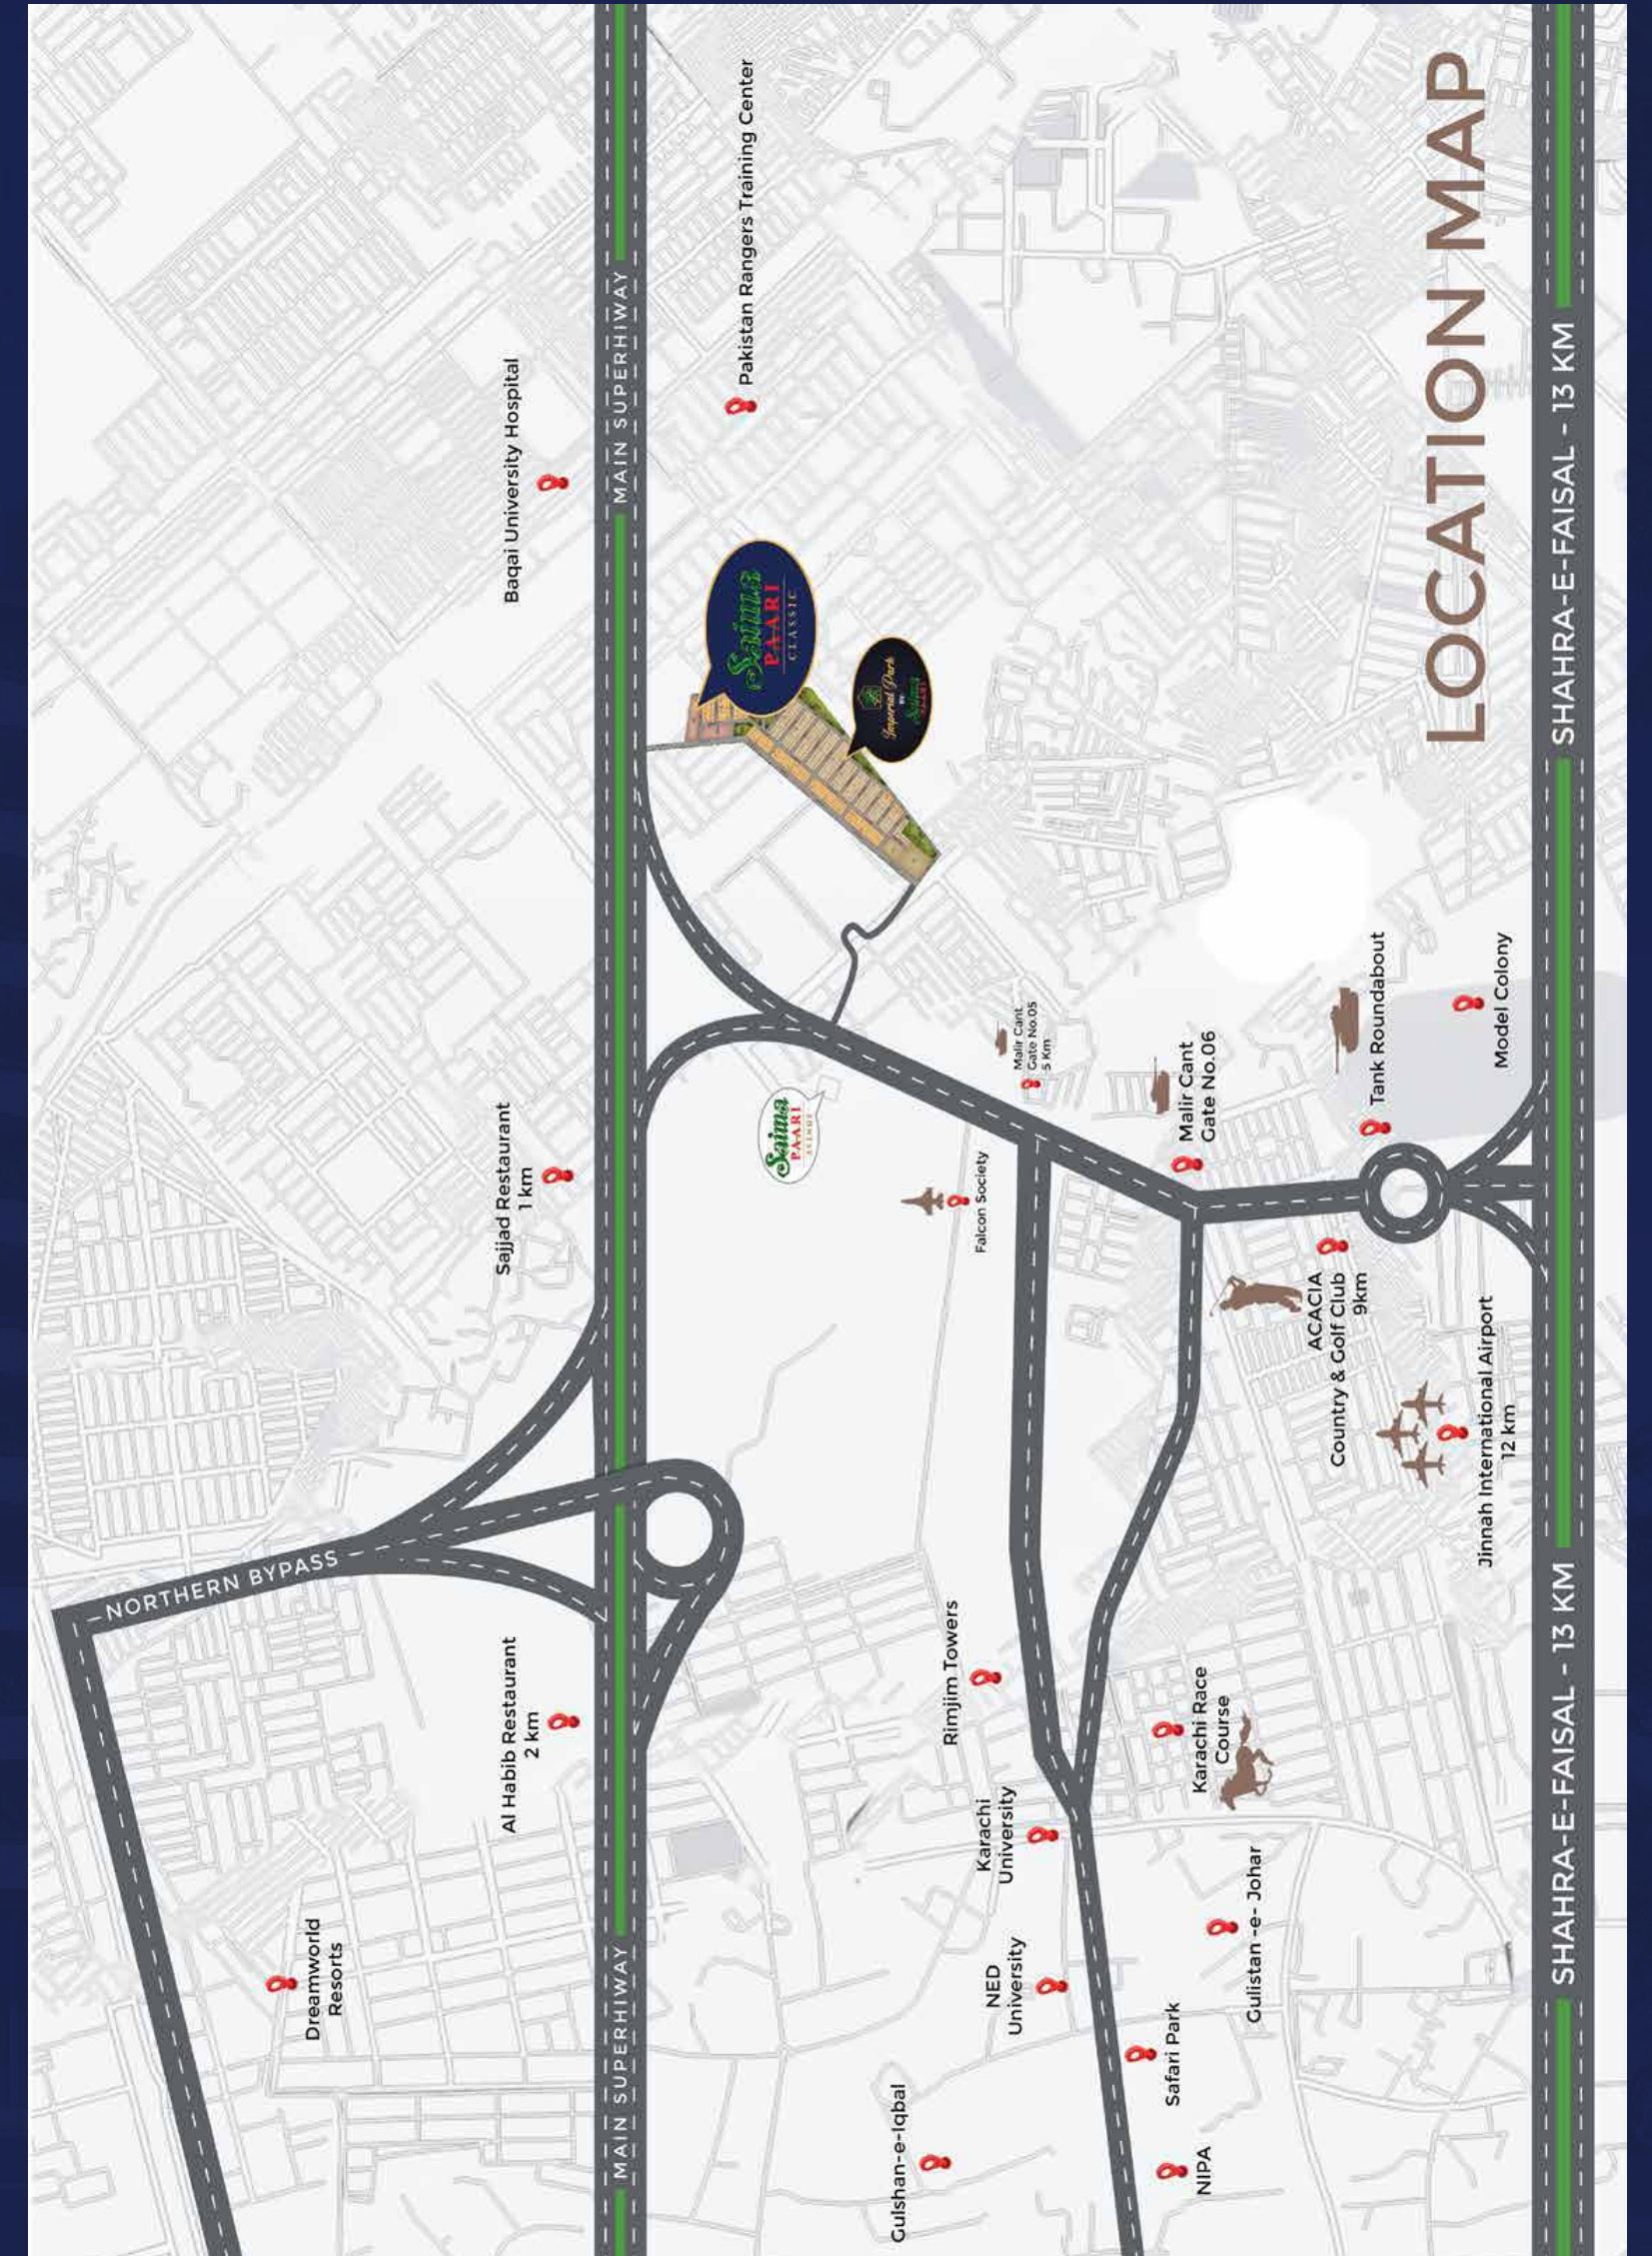 NORTHERN BYPASS
Dreamworld
Resorts
Al Habib Restaurant
2 km
Sajjad Restaurant
1 km
Baqai University Hospital
MAIN SUPERHIWAY
MAIN SUPERHIWAY
Pakistan Rangers Training Center
Saima
PAARI
CLASSIC
Saima
PAARI
AVENUE
Imperial Park
BY
Saima
PAARI
Gulshan-e-Iqbal
Rimjim Towers
Falcon Society
NED
University
Karachi
University
Malir Cant
Gate No.05
5 Km
Safari Park
NIPA
Karachi Race
Course
Malir Cant
Gate No.06
Gulistan -e- Johar
ACACIA
Country & Golf Club
9km
Tank Roundabout
LOCATION MAP
Jinnah International Airport
12 km
Model Colony
SHAHRA-E-FAISAL - 13 KM
SHAHRA-E-FAISAL - 13 KM